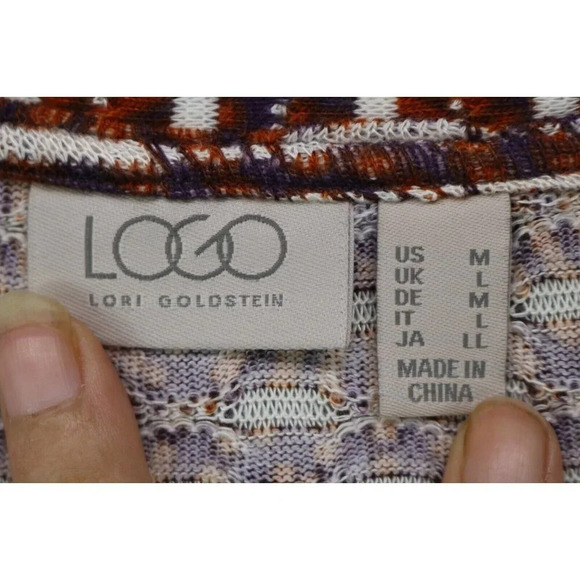 LOGO
LORI GOLDSTEIN
US M
UK L
DE M
IT L
JA LL
MADE IN
CHINA